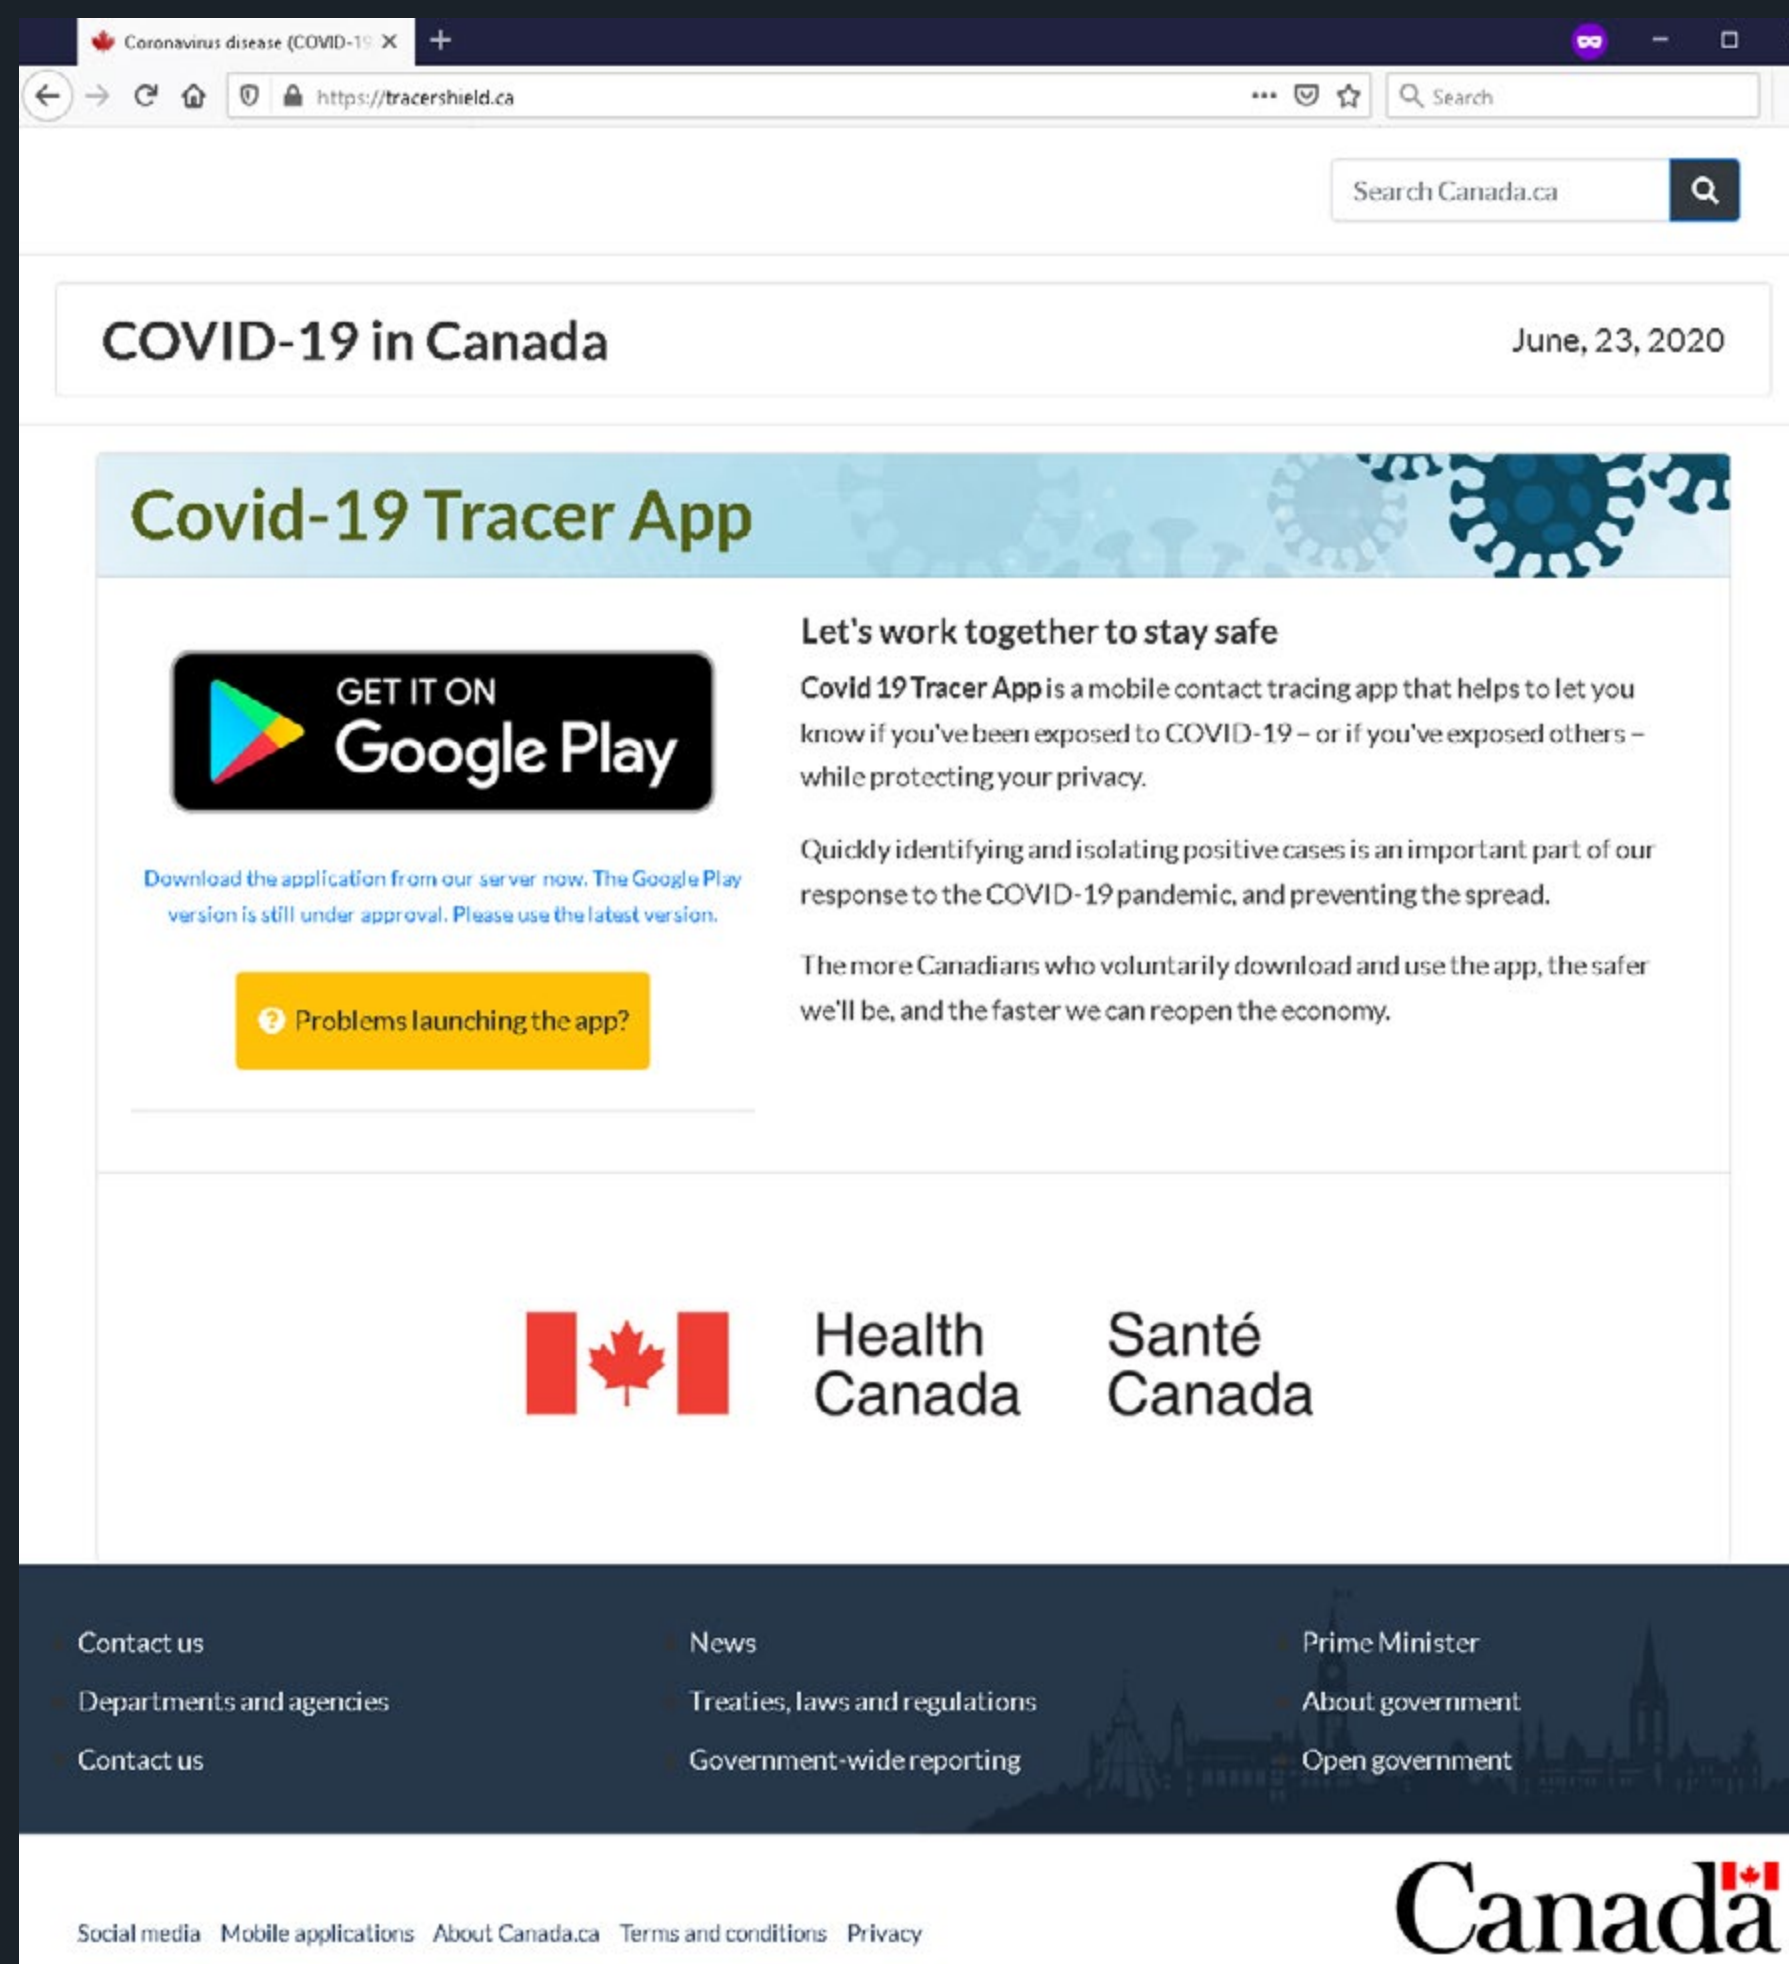 Coronavirus disease (COVID-19
https://tracershield.ca
Search
Search Canada.ca
COVID-19 in Canada
June, 23, 2020
Covid-19 Tracer App
GET IT ON
Google Play
Download the application from our server now. The Google Play
version is still under approval. Please use the latest version.
Problems launching the app?
Let's work together to stay safe
Covid 19 Tracer App is a mobile contact tracing app that helps to let you
know if you've been exposed to COVID-19 – or if you've exposed others –
while protecting your privacy.
Quickly identifying and isolating positive cases is an important part of our
response to the COVID-19 pandemic, and preventing the spread.
The more Canadians who voluntarily download and use the app, the safer
we'll be, and the faster we can reopen the economy.
Health Santé
Canada Canada
Contact us
Departments and agencies
Contact us
News
Treaties, laws and regulations
Government-wide reporting
Prime Minister
About government
Open government
Social media Mobile applications About Canada.ca Terms and conditions Privacy
Canada